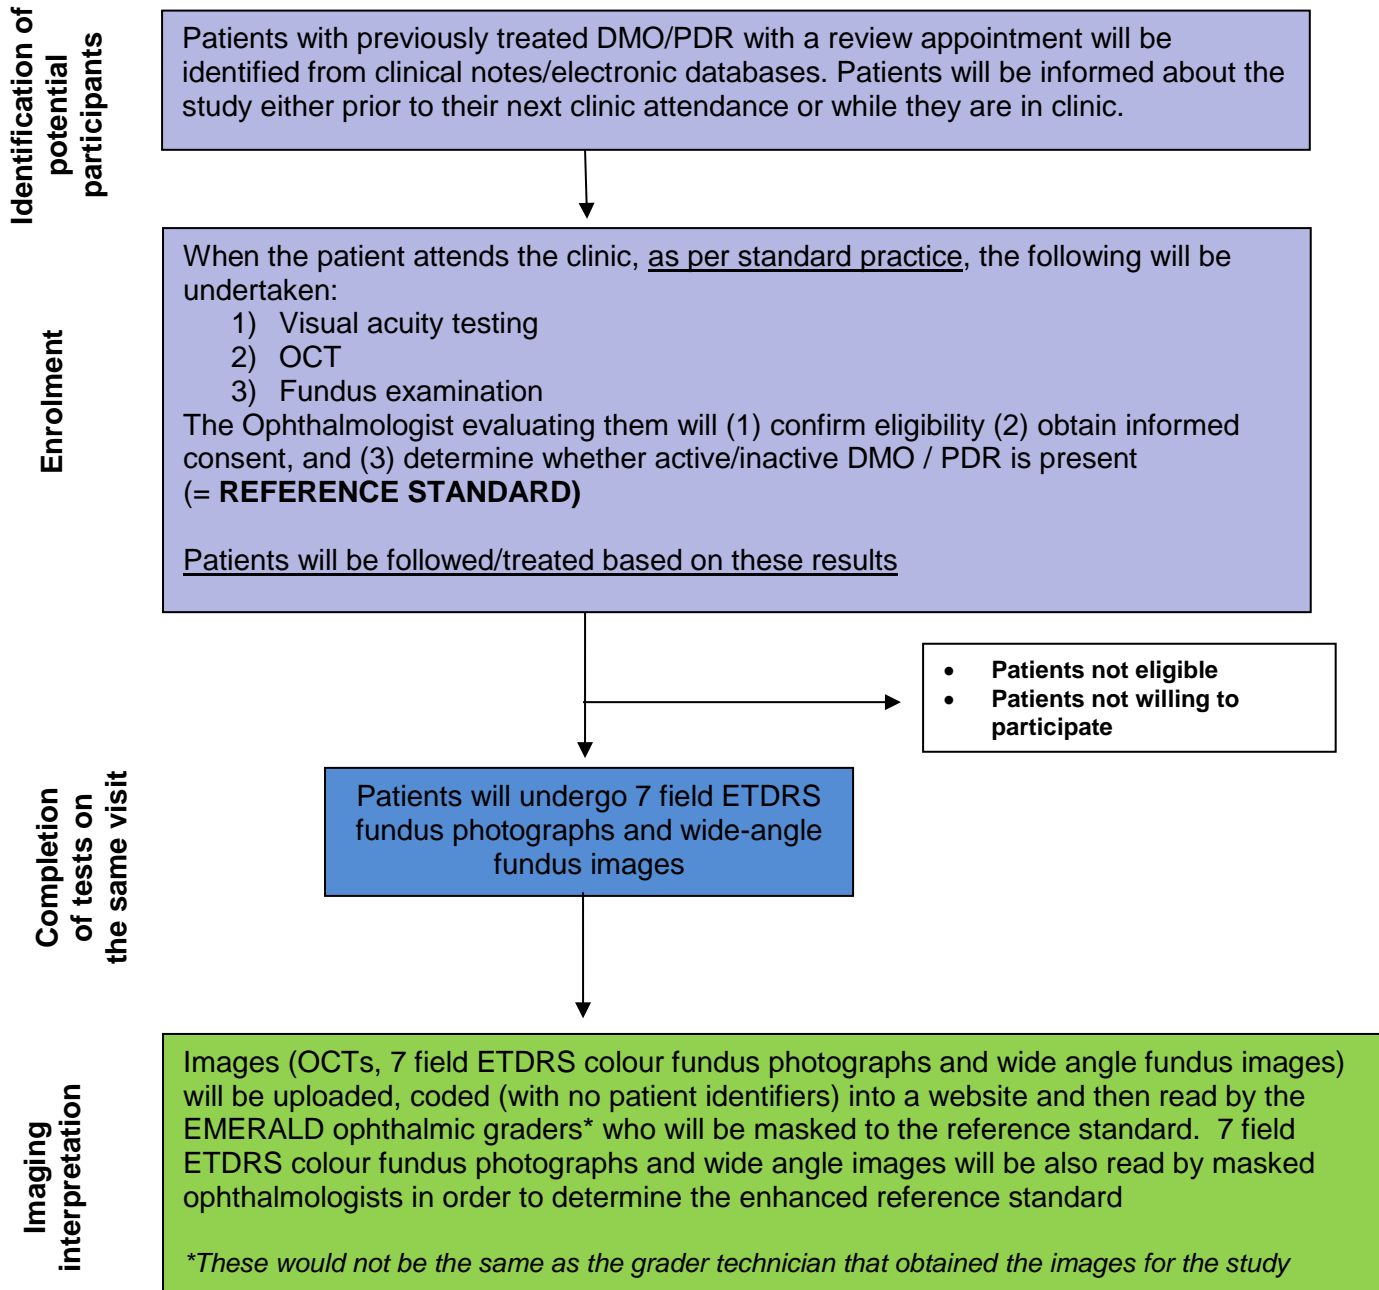 Identification of
potential
participants
Patients with previously treated DMO/PDR with a review appointment will be
identified from clinical notes/electronic databases. Patients will be informed about the
study either prior to their next clinic attendance or while they are in clinic.
Enrolment
When the patient attends the clinic, as per standard practice, the following will be
undertaken:
1) Visual acuity testing
2) OCT
3) Fundus examination
The Ophthalmologist evaluating them will (1) confirm eligibility (2) obtain informed
consent, and (3) determine whether active/inactive DMO / PDR is present
(= REFERENCE STANDARD)
Patients will be followed/treated based on these results
• Patients not eligible
• Patients not willing to
participate
Completion
of tests on
the same visit
Patients will undergo 7 field ETDRS
fundus photographs and wide-angle
fundus images
Imaging
interpretation
Images (OCTs, 7 field ETDRS colour fundus photographs and wide angle fundus images)
will be uploaded, coded (with no patient identifiers) into a website and then read by the
EMERALD ophthalmic graders* who will be masked to the reference standard. 7 field
ETDRS colour fundus photographs and wide angle images will be also read by masked
ophthalmologists in order to determine the enhanced reference standard
*These would not be the same as the grader technician that obtained the images for the study